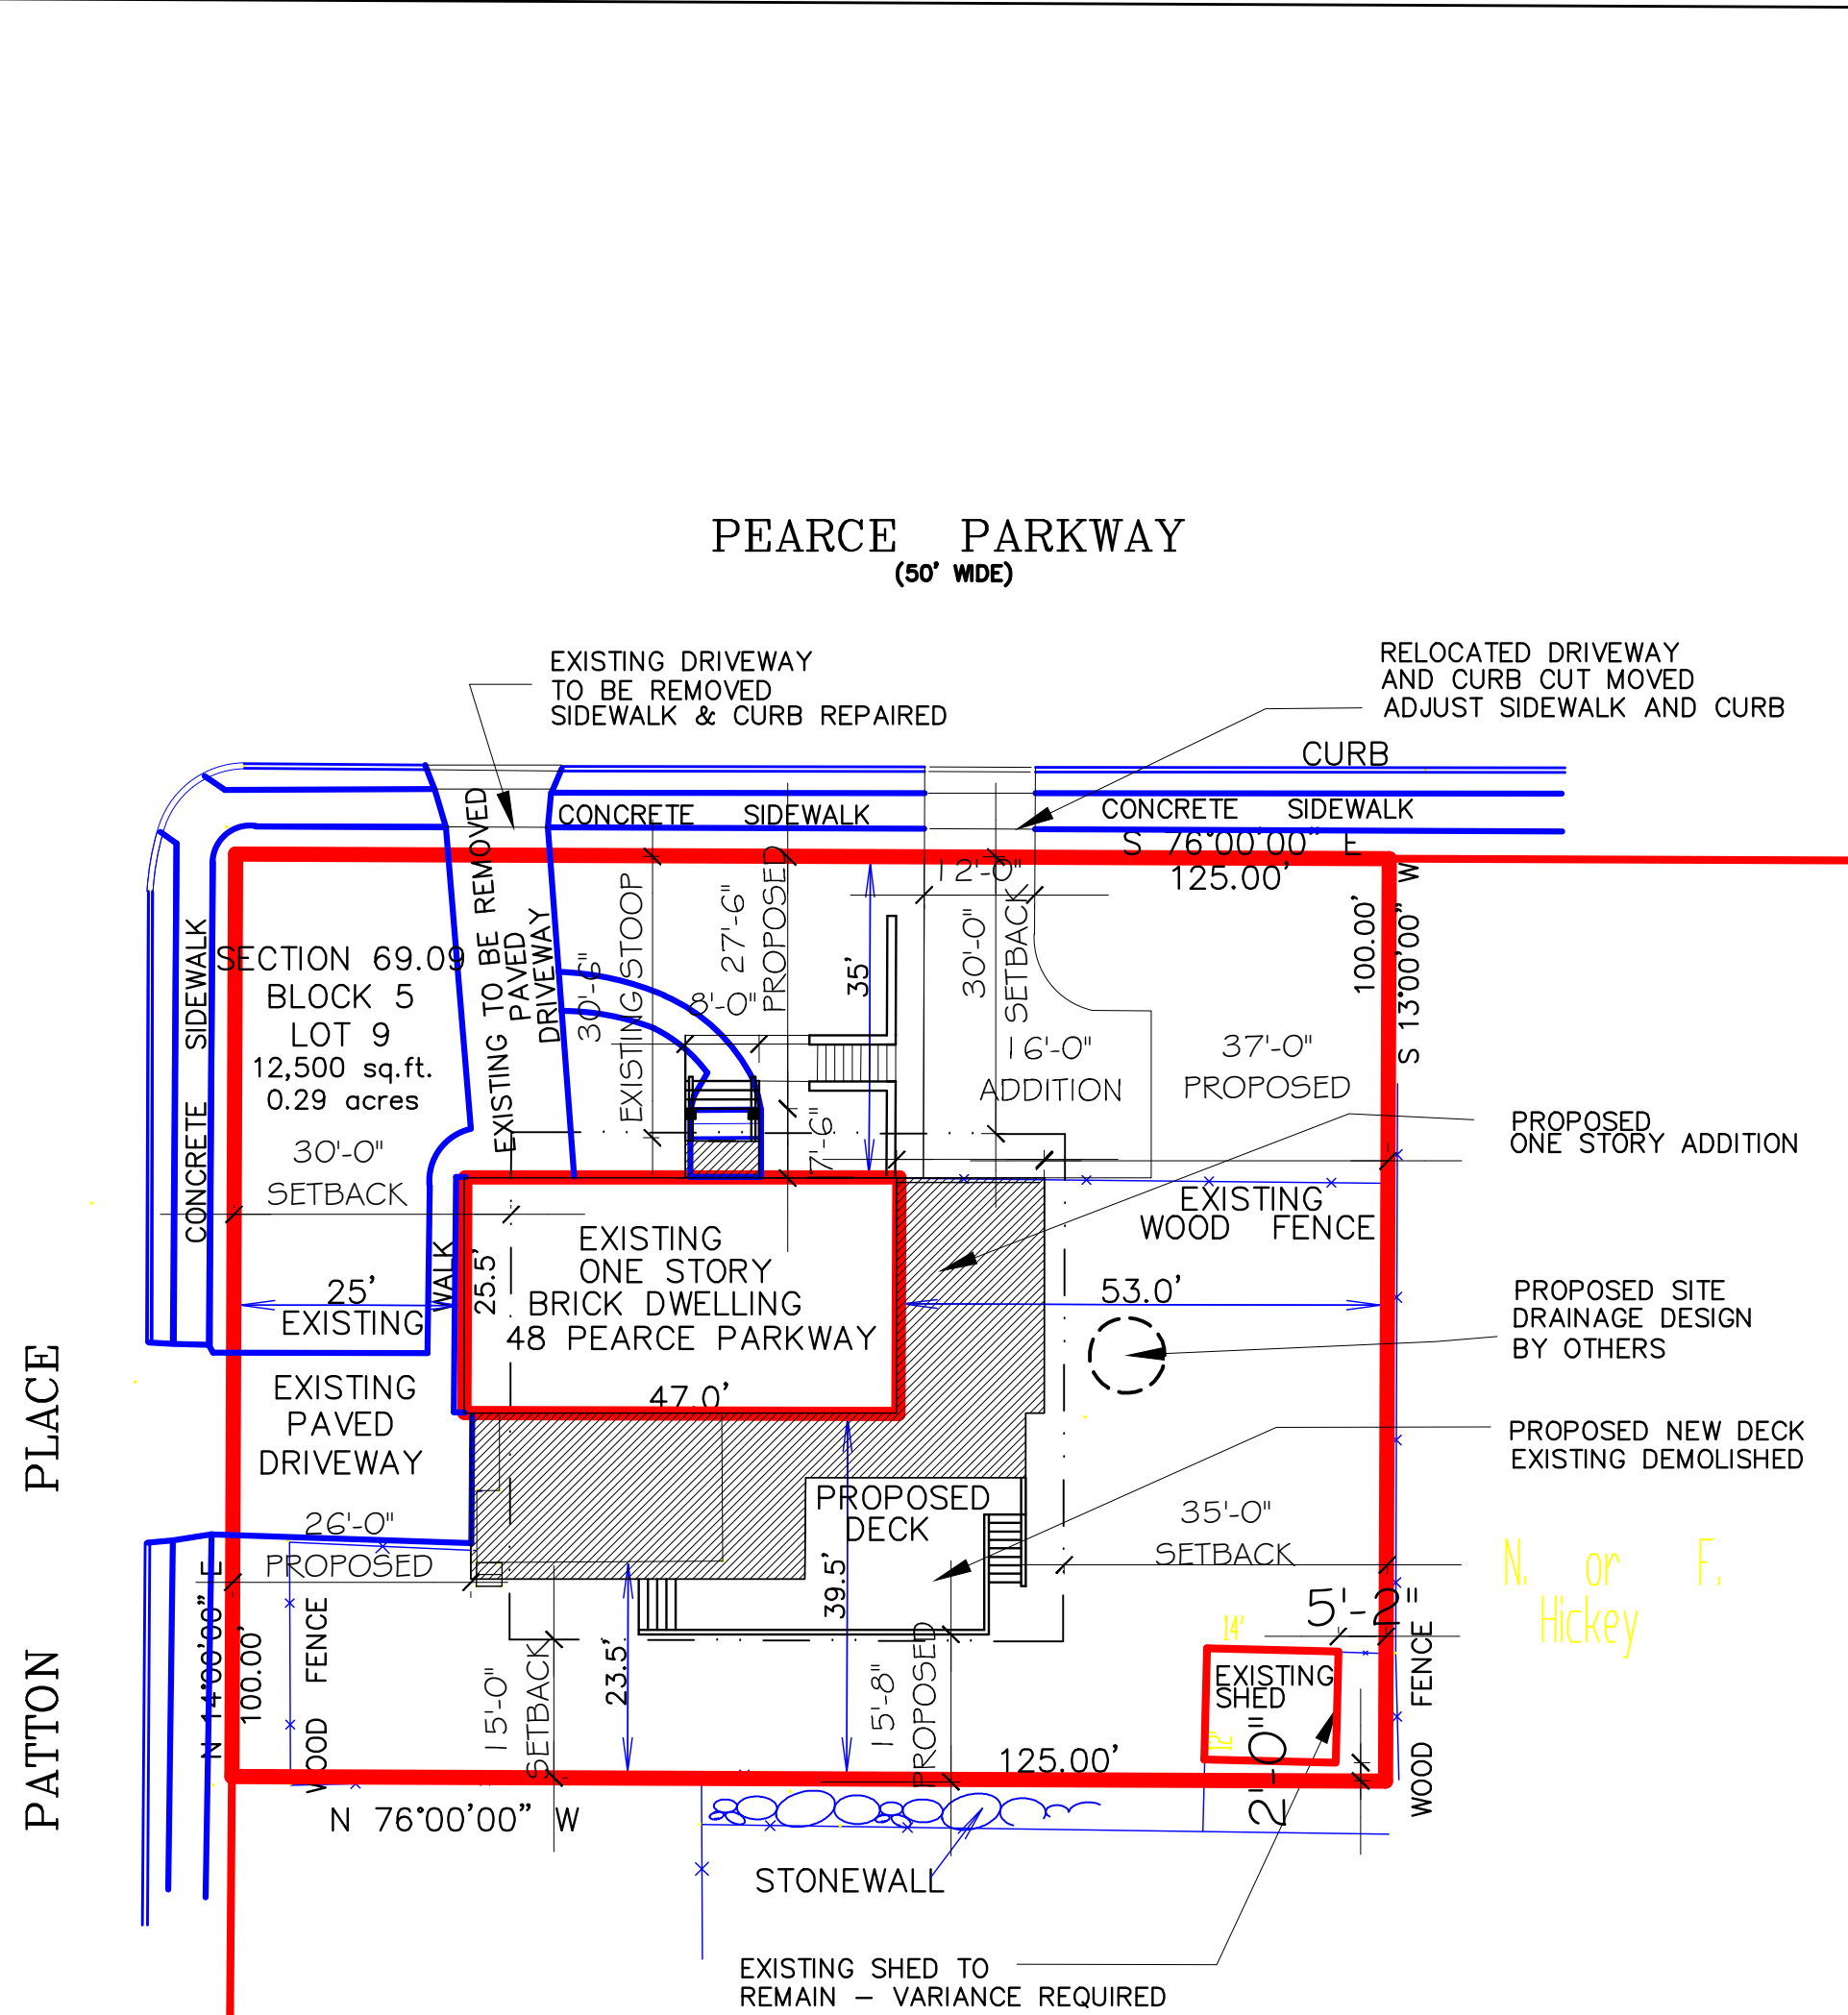 PEARCE PARKWAY
(50' WIDE)
EXISTING DRIVEWAY
TO BE REMOVED
SIDEWALK & CURB REPAIRED
RELOCATED DRIVEWAY
AND CURB CUT MOVED
ADJUST SIDEWALK AND CURB
CURB
CONCRETE SIDEWALK
CONCRETE SIDEWALK
S 76°00'00" E
125.00'
12'-0"
EXISTING TO BE REMOVED
PAVED
DRIVEWAY
30'-6"
EXISTING STOOP
27'-6"
PROPOSED
8'-0"
35'
30'-0"
SETBACK
100.00'
S 13°00'00" W
CONCRETE SIDEWALK
SECTION 69.09
BLOCK 5
LOT 9
12,500 sq.ft.
0.29 acres
30'-0"
SETBACK
7'-6"
16'-0"
ADDITION
37'-0"
PROPOSED
PROPOSED
ONE STORY ADDITION
EXISTING
WOOD FENCE
WALK
25.5'
EXISTING
ONE STORY
BRICK DWELLING
48 PEARCE PARKWAY
47.0'
25'
EXISTING
53.0'
PROPOSED SITE
DRAINAGE DESIGN
BY OTHERS
EXISTING
PAVED
DRIVEWAY
PROPOSED NEW DECK
EXISTING DEMOLISHED
PROPOSED
DECK
26'-0"
PROPOSED
35'-0"
SETBACK
39.5'
N. or F.
Hickey
5'-2"
14'
EXISTING
SHED
12'
2'-0"
WOOD FENCE
N 14°00'00" E
100.00'
WOOD FENCE
15'-0"
SETBACK
23.5'
15'-8"
PROPOSED
125.00'
N 76°00'00" W
STONEWALL
PATTON PLACE
EXISTING SHED TO
REMAIN – VARIANCE REQUIRED